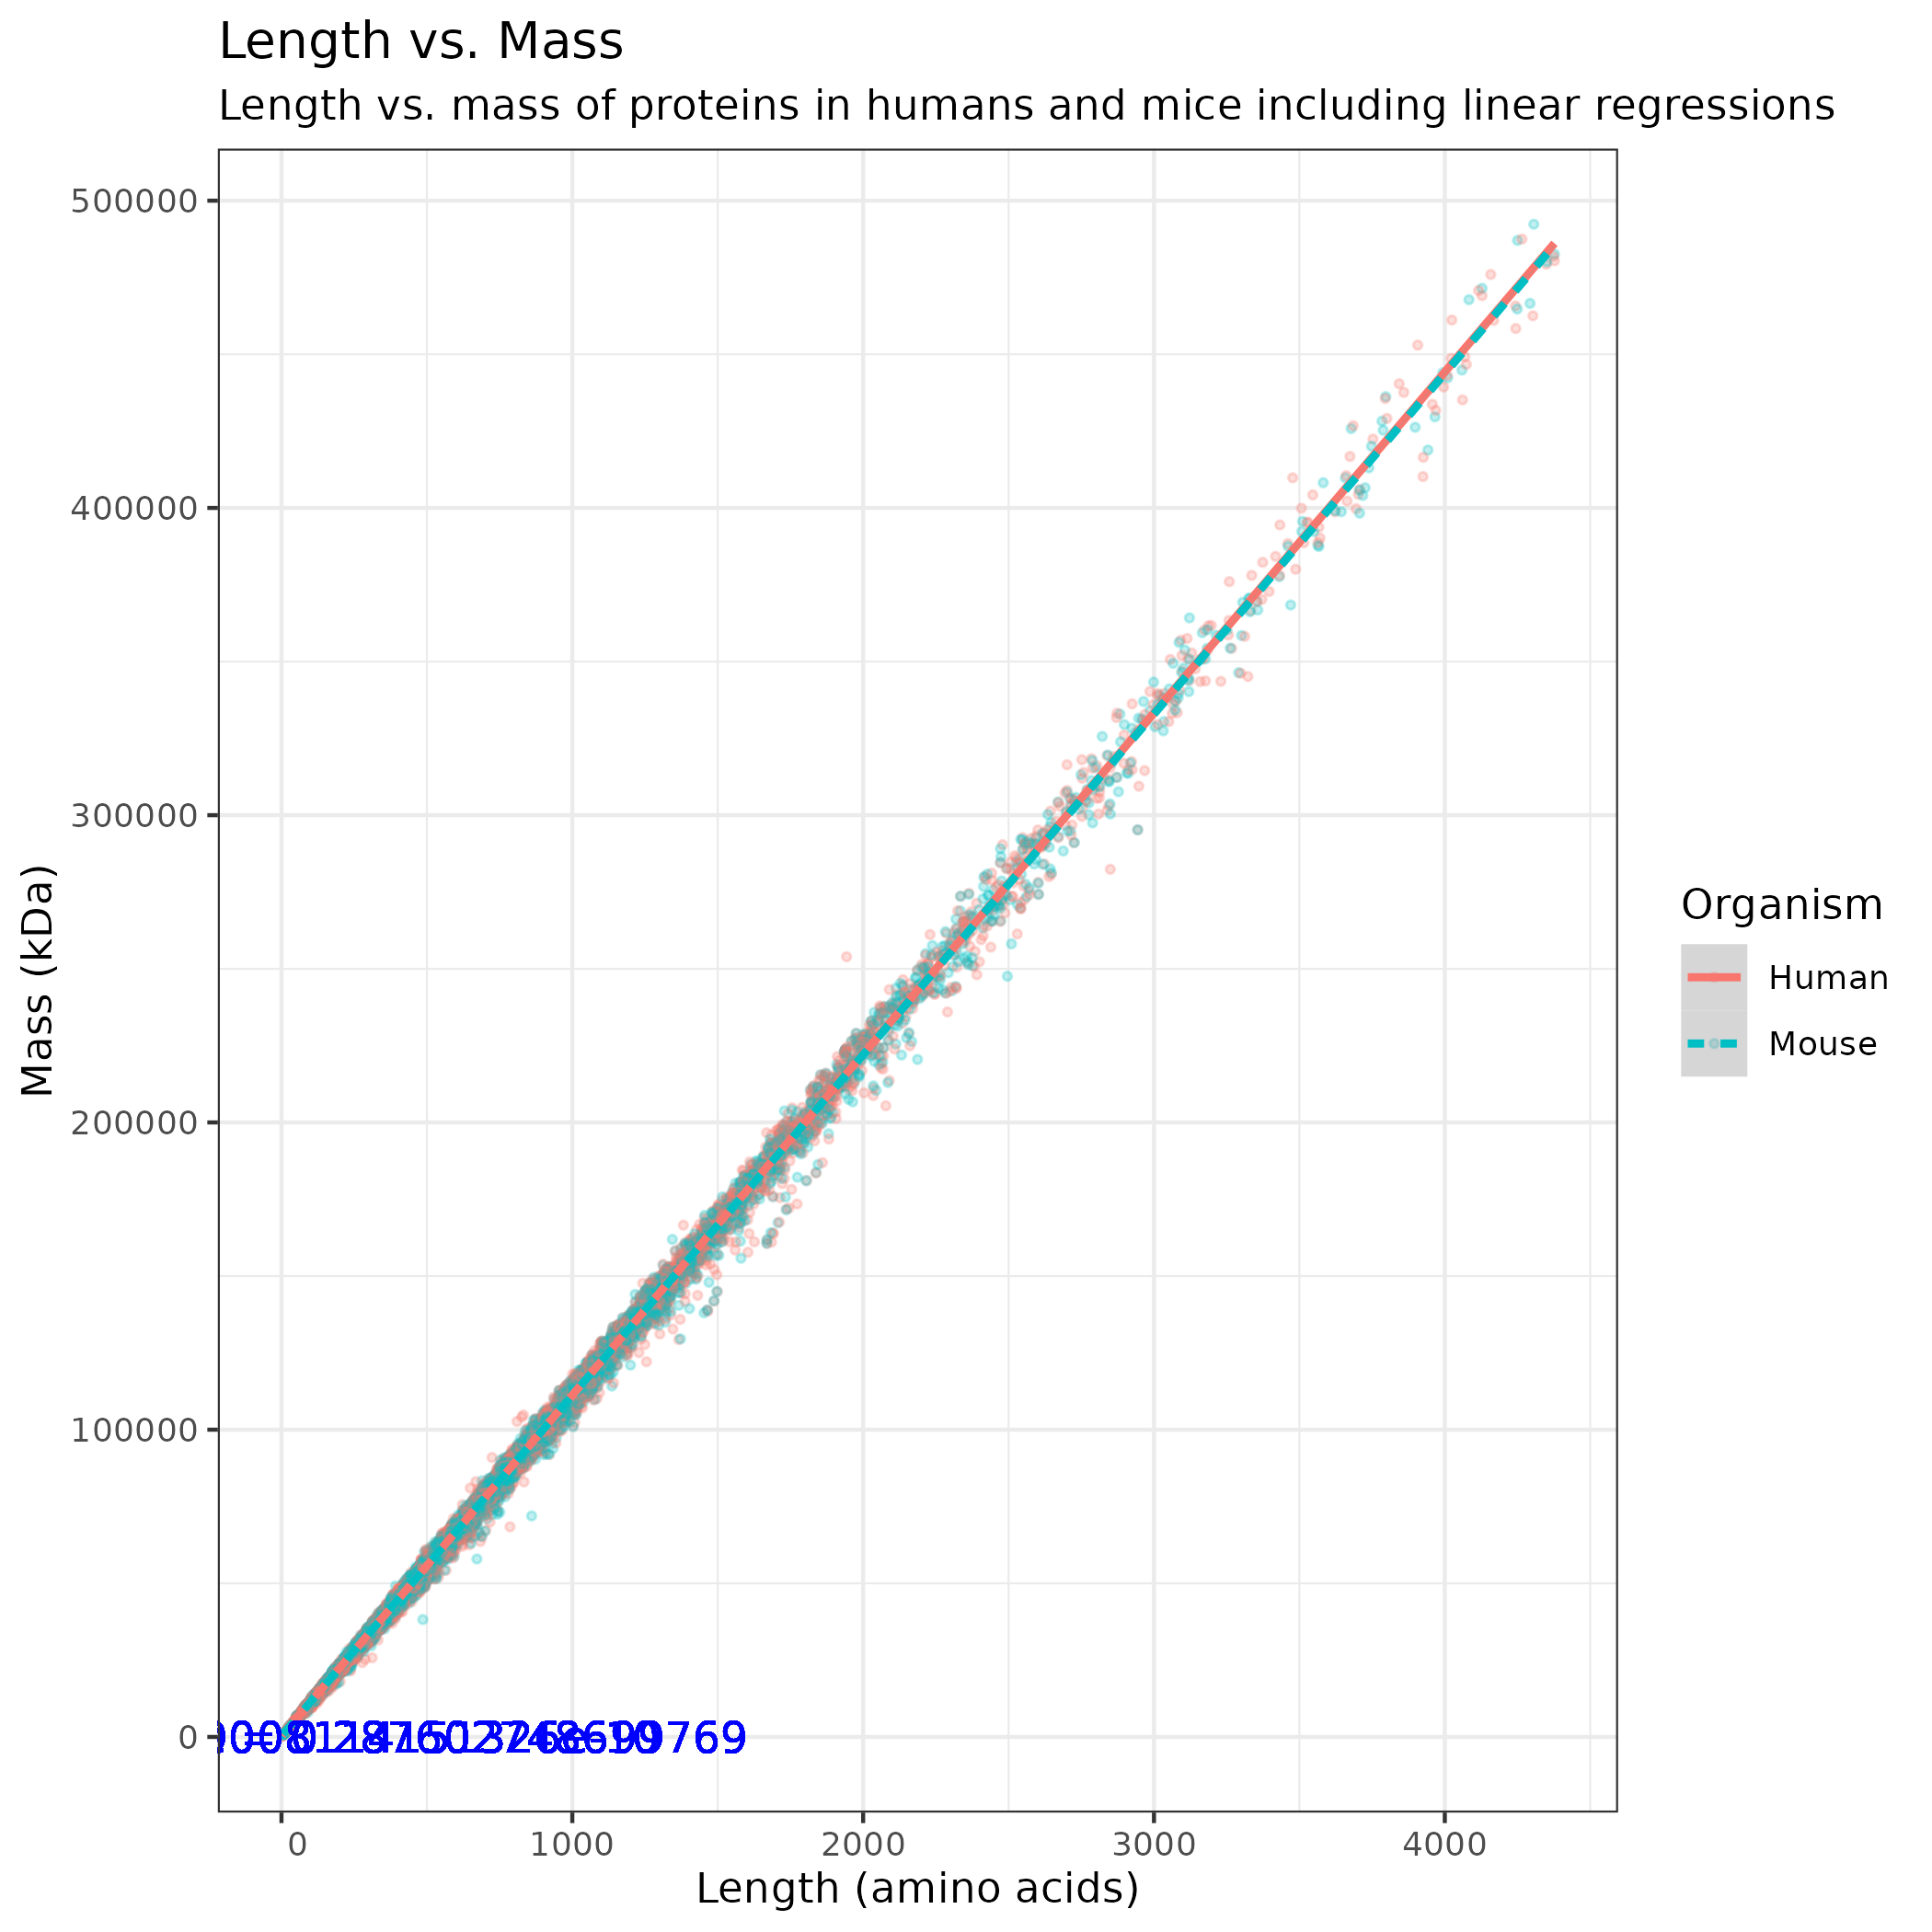 Length vs. Mass
Length vs. mass of proteins in humans and mice including linear regressions
500000
400000
300000
200000
100000
0
Mass (kDa)
0 1000 2000 3000 4000
Length (amino acids)
Organism
Human
Mouse